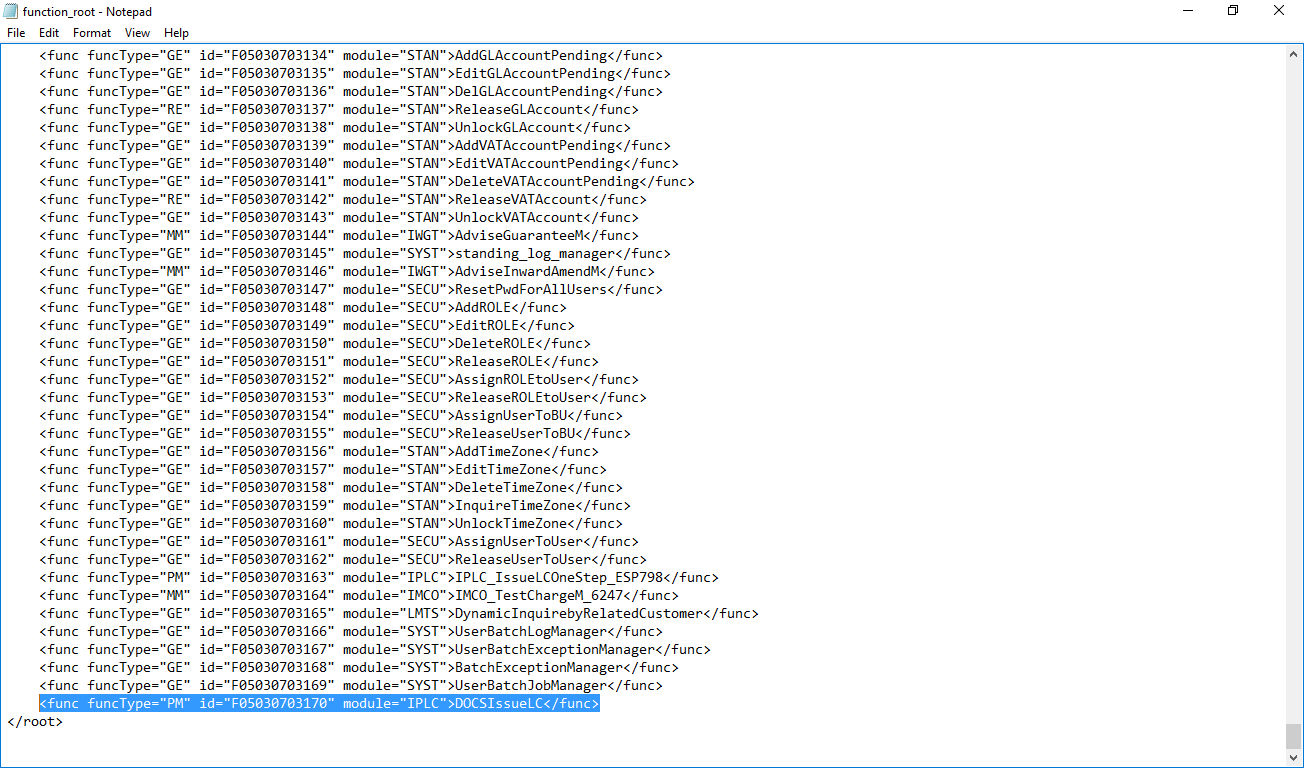 function_root - Notepad
File Edit Format View Help
<func funcType="GE" id="F05030703134" module="STAN">AddGLAccountPending</func>
<func funcType="GE" id="F05030703135" module="STAN">EditGLAccountPending</func>
<func funcType="GE" id="F05030703136" module="STAN">DelGLAccountPending</func>
<func funcType="RE" id="F05030703137" module="STAN">ReleaseGLAccount</func>
<func funcType="GE" id="F05030703138" module="STAN">UnlockGLAccount</func>
<func funcType="GE" id="F05030703139" module="STAN">AddVATAccountPending</func>
<func funcType="GE" id="F05030703140" module="STAN">EditVATAccountPending</func>
<func funcType="GE" id="F05030703141" module="STAN">DeleteVATAccountPending</func>
<func funcType="RE" id="F05030703142" module="STAN">ReleaseVATAccount</func>
<func funcType="GE" id="F05030703143" module="STAN">UnlockVATAccount</func>
<func funcType="MM" id="F05030703144" module="IWGT">AdviseGuaranteeM</func>
<func funcType="GE" id="F05030703145" module="SYST">standing_log_manager</func>
<func funcType="MM" id="F05030703146" module="IWGT">AdviseInwardAmendM</func>
<func funcType="GE" id="F05030703147" module="SECU">ResetPwdForAllUsers</func>
<func funcType="GE" id="F05030703148" module="SECU">AddROLE</func>
<func funcType="GE" id="F05030703149" module="SECU">EditROLE</func>
<func funcType="GE" id="F05030703150" module="SECU">DeleteROLE</func>
<func funcType="GE" id="F05030703151" module="SECU">ReleaseROLE</func>
<func funcType="GE" id="F05030703152" module="SECU">AssignROLEtoUser</func>
<func funcType="GE" id="F05030703153" module="SECU">ReleaseROLEtoUser</func>
<func funcType="GE" id="F05030703154" module="SECU">AssignUserToBU</func>
<func funcType="GE" id="F05030703155" module="SECU">ReleaseUserToBU</func>
<func funcType="GE" id="F05030703156" module="STAN">AddTimeZone</func>
<func funcType="GE" id="F05030703157" module="STAN">EditTimeZone</func>
<func funcType="GE" id="F05030703158" module="STAN">DeleteTimeZone</func>
<func funcType="GE" id="F05030703159" module="STAN">InquireTimeZone</func>
<func funcType="GE" id="F05030703160" module="STAN">UnlockTimeZone</func>
<func funcType="GE" id="F05030703161" module="SECU">AssignUserToUser</func>
<func funcType="GE" id="F05030703162" module="SECU">ReleaseUserToUser</func>
<func funcType="PM" id="F05030703163" module="IPLC">IPLC_IssueLCOneStep_ESP798</func>
<func funcType="MM" id="F05030703164" module="IMCO">IMCO_TestChargeM_6247</func>
<func funcType="GE" id="F05030703165" module="LMTS">DynamicInquirebyRelatedCustomer</func>
<func funcType="GE" id="F05030703166" module="SYST">UserBatchLogManager</func>
<func funcType="GE" id="F05030703167" module="SYST">UserBatchExceptionManager</func>
<func funcType="GE" id="F05030703168" module="SYST">BatchExceptionManager</func>
<func funcType="GE" id="F05030703169" module="SYST">UserBatchJobManager</func>
<func funcType="PM" id="F05030703170" module="IPLC">DOCSIssueLC</func>
</root>